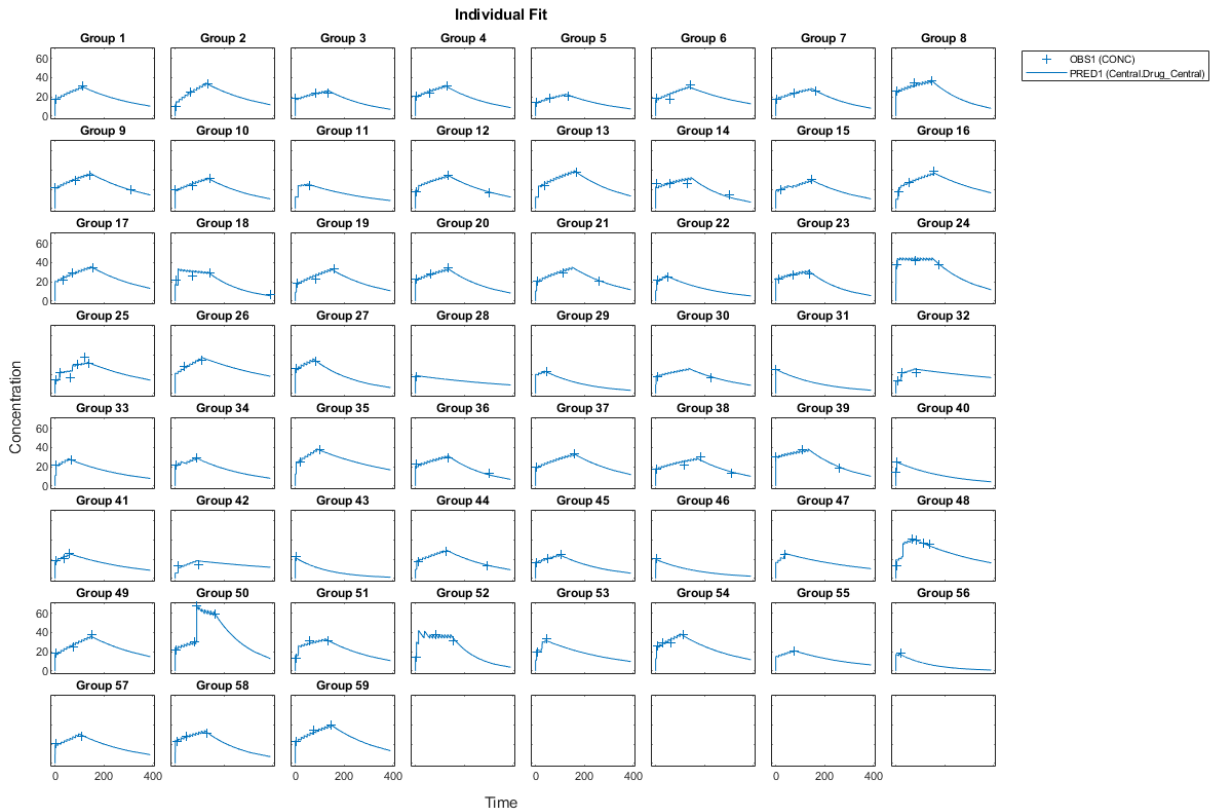 Individual Fit
Group 1 Group 2 Group 3 Group 4 Group 5 Group 6 Group 7 Group 8
OBS1 (CONC)
PRED1 (Central.Drug_Central)
60
40
20
0
Group 9 Group 10 Group 11 Group 12 Group 13 Group 14 Group 15 Group 16
Group 17 Group 18 Group 19 Group 20 Group 21 Group 22 Group 23 Group 24
60
40
20
0
Group 25 Group 26 Group 27 Group 28 Group 29 Group 30 Group 31 Group 32
Concentration
Group 33 Group 34 Group 35 Group 36 Group 37 Group 38 Group 39 Group 40
60
40
20
0
Group 41 Group 42 Group 43 Group 44 Group 45 Group 46 Group 47 Group 48
Group 49 Group 50 Group 51 Group 52 Group 53 Group 54 Group 55 Group 56
60
40
20
0
Group 57 Group 58 Group 59
0 200 400 0 200 400 0 200 400 0 200 400
Time